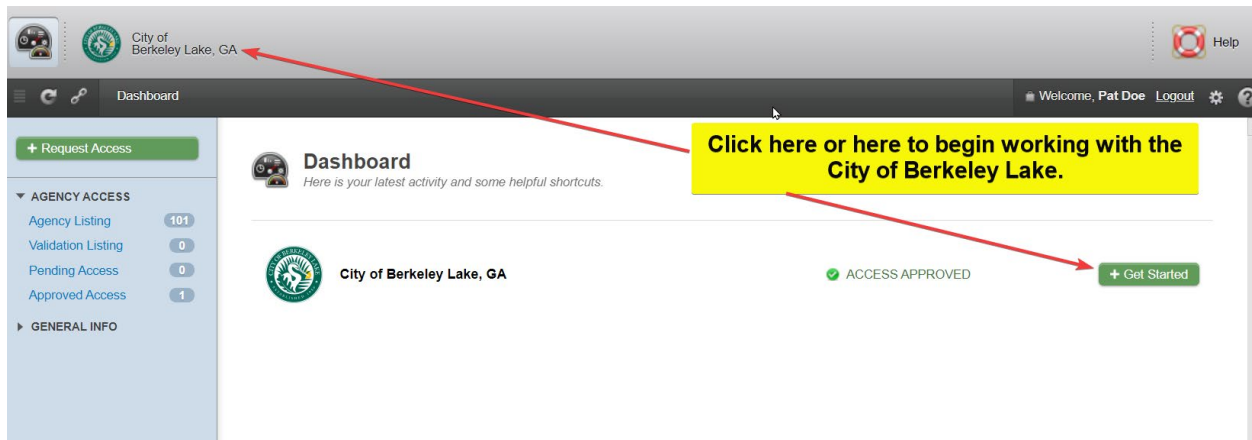 City of
Berkeley Lake, GA
Help
Dashboard
Welcome, Pat Doe Logout
+ Request Access
AGENCY ACCESS
Agency Listing 101
Validation Listing 0
Pending Access 0
Approved Access 1
GENERAL INFO
Dashboard
Here is your latest activity and some helpful shortcuts.
Click here or here to begin working with the
City of Berkeley Lake.
City of Berkeley Lake, GA
ACCESS APPROVED
+ Get Started